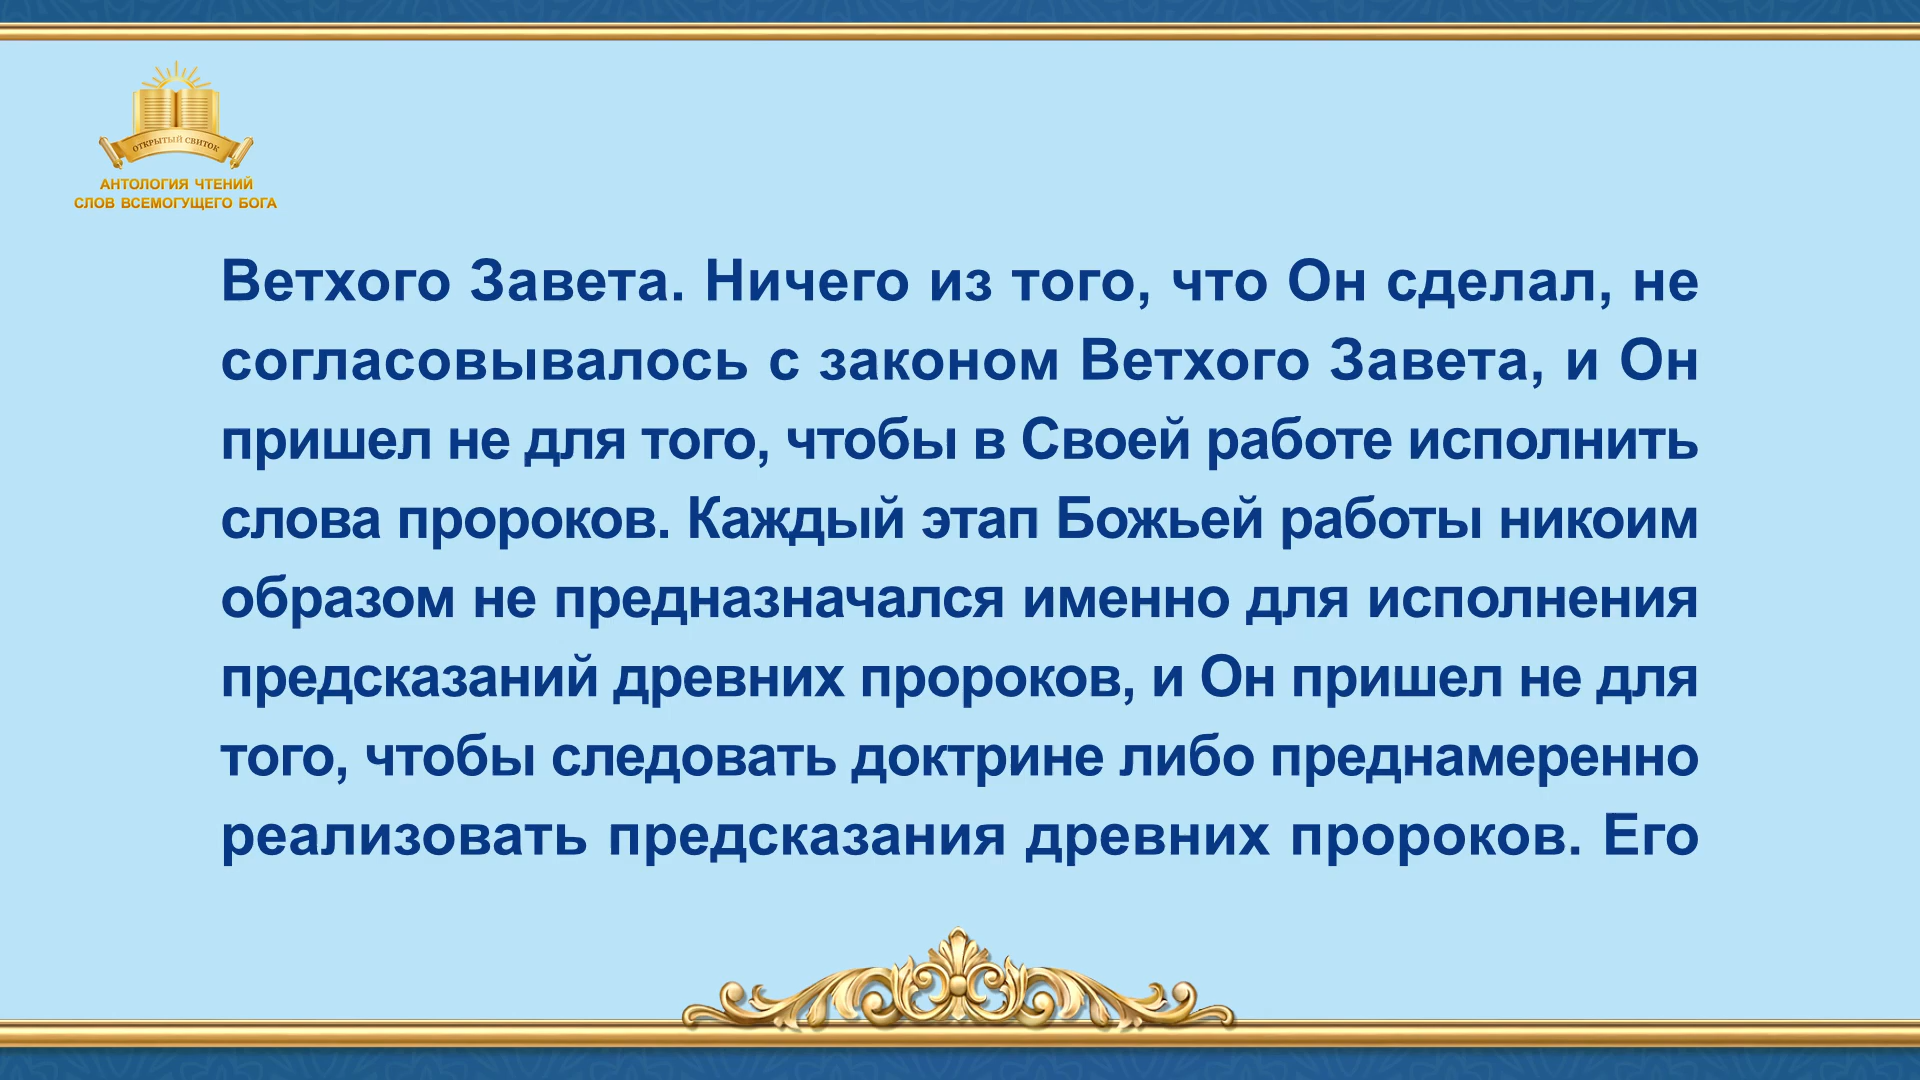 ОТКРЫТЫЙ СВИТОК
АНТОЛОГИЯ ЧТЕНИЙ
СЛОВ ВСЕМОГУЩЕГО БОГА
Ветхого Завета. Ничего из того, что Он сделал, не
согласовывалось с законом Ветхого Завета, и Он
пришел не для того, чтобы в Своей работе исполнить
слова пророков. Каждый этап Божьей работы никоим
образом не предназначался именно для исполнения
предсказаний древних пророков, и Он пришел не для
того, чтобы следовать доктрине либо преднамеренно
реализовать предсказания древних пророков. Его